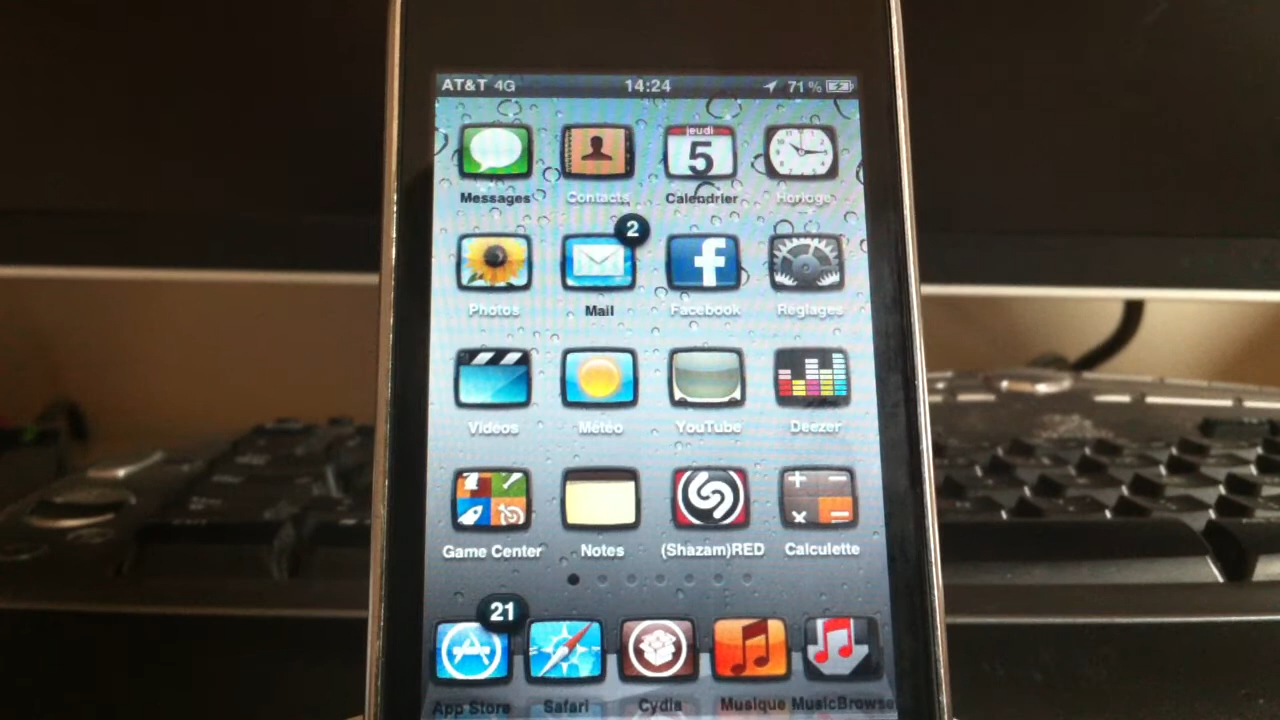 AT&T 4G 14:24 71%
jeudi
5
Messages Contacts Calendrier Horloge
2
Photos Mail Facebook Réglages
Vidéos Météo YouTube Deezer
Game Center Notes (Shazam)RED Calculette
21
App Store Safari Cydia Musique MusicBrowse